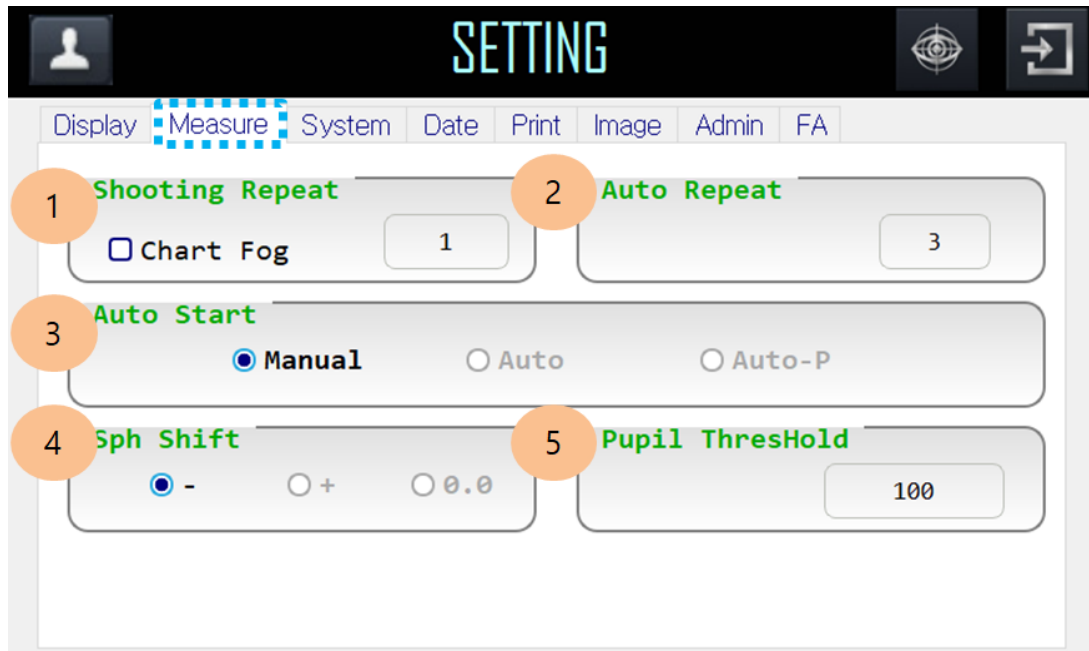 SETTING
Display Measure System Date Print Image Admin FA
1 Shooting Repeat 2 Auto Repeat
Chart Fog 1 3
3 Auto Start
Manual Auto Auto-P
4 Sph Shift 5 Pupil ThresHold
- + 0.0 100